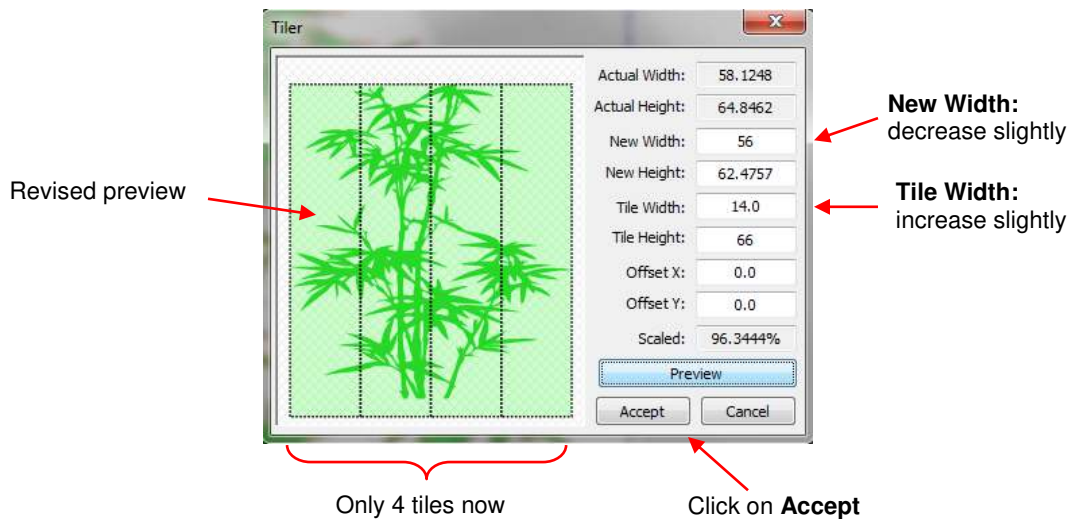 Tiler
Actual Width: 58.1248
Actual Height: 64.8462
New Width: 56
New Height: 62.4757
Tile Width: 14.0
Tile Height: 66
Offset X: 0.0
Offset Y: 0.0
Scaled: 96.3444%
Preview
Accept Cancel
New Width:
decrease slightly
Tile Width:
increase slightly
Revised preview
Only 4 tiles now
Click on Accept